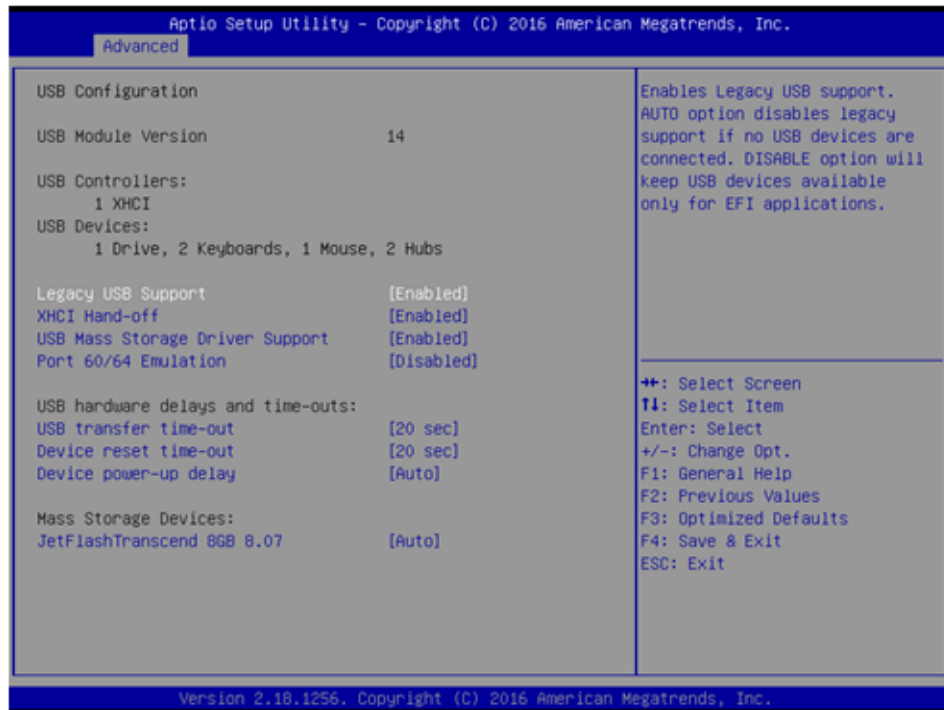 Aptio Setup Utility – Copyright (C) 2016 American Megatrends, Inc.
Advanced
USB Configuration
USB Module Version 14
USB Controllers:
1 XHCI
USB Devices:
1 Drive, 2 Keyboards, 1 Mouse, 2 Hubs
Legacy USB Support [Enabled]
XHCI Hand-off [Enabled]
USB Mass Storage Driver Support [Enabled]
Port 60/64 Emulation [Disabled]
USB hardware delays and time-outs:
USB transfer time-out [20 sec]
Device reset time-out [20 sec]
Device power-up delay [Auto]
Mass Storage Devices:
JetFlashTranscend 8GB 8.07 [Auto]
Enables Legacy USB support.
AUTO option disables legacy
support if no USB devices are
connected. DISABLE option will
keep USB devices available
only for EFI applications.
→←: Select Screen
↑↓: Select Item
Enter: Select
+/-: Change Opt.
F1: General Help
F2: Previous Values
F3: Optimized Defaults
F4: Save & Exit
ESC: Exit
Version 2.18.1256. Copyright (C) 2016 American Megatrends, Inc.